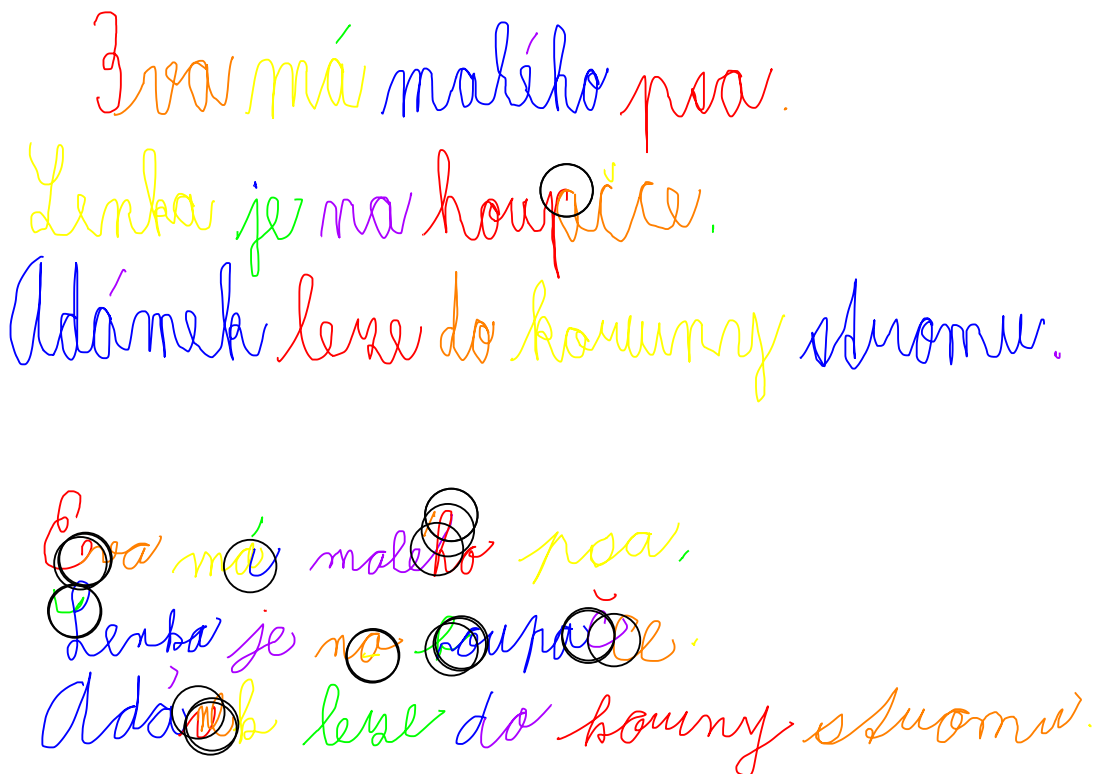 Eva má malého psa.
Lenka je na houpačce.
Adámek leze do koruny stromu.
Eva má malého psa.
Lenka je na houpačce.
Adámek leze do koruny stromu.